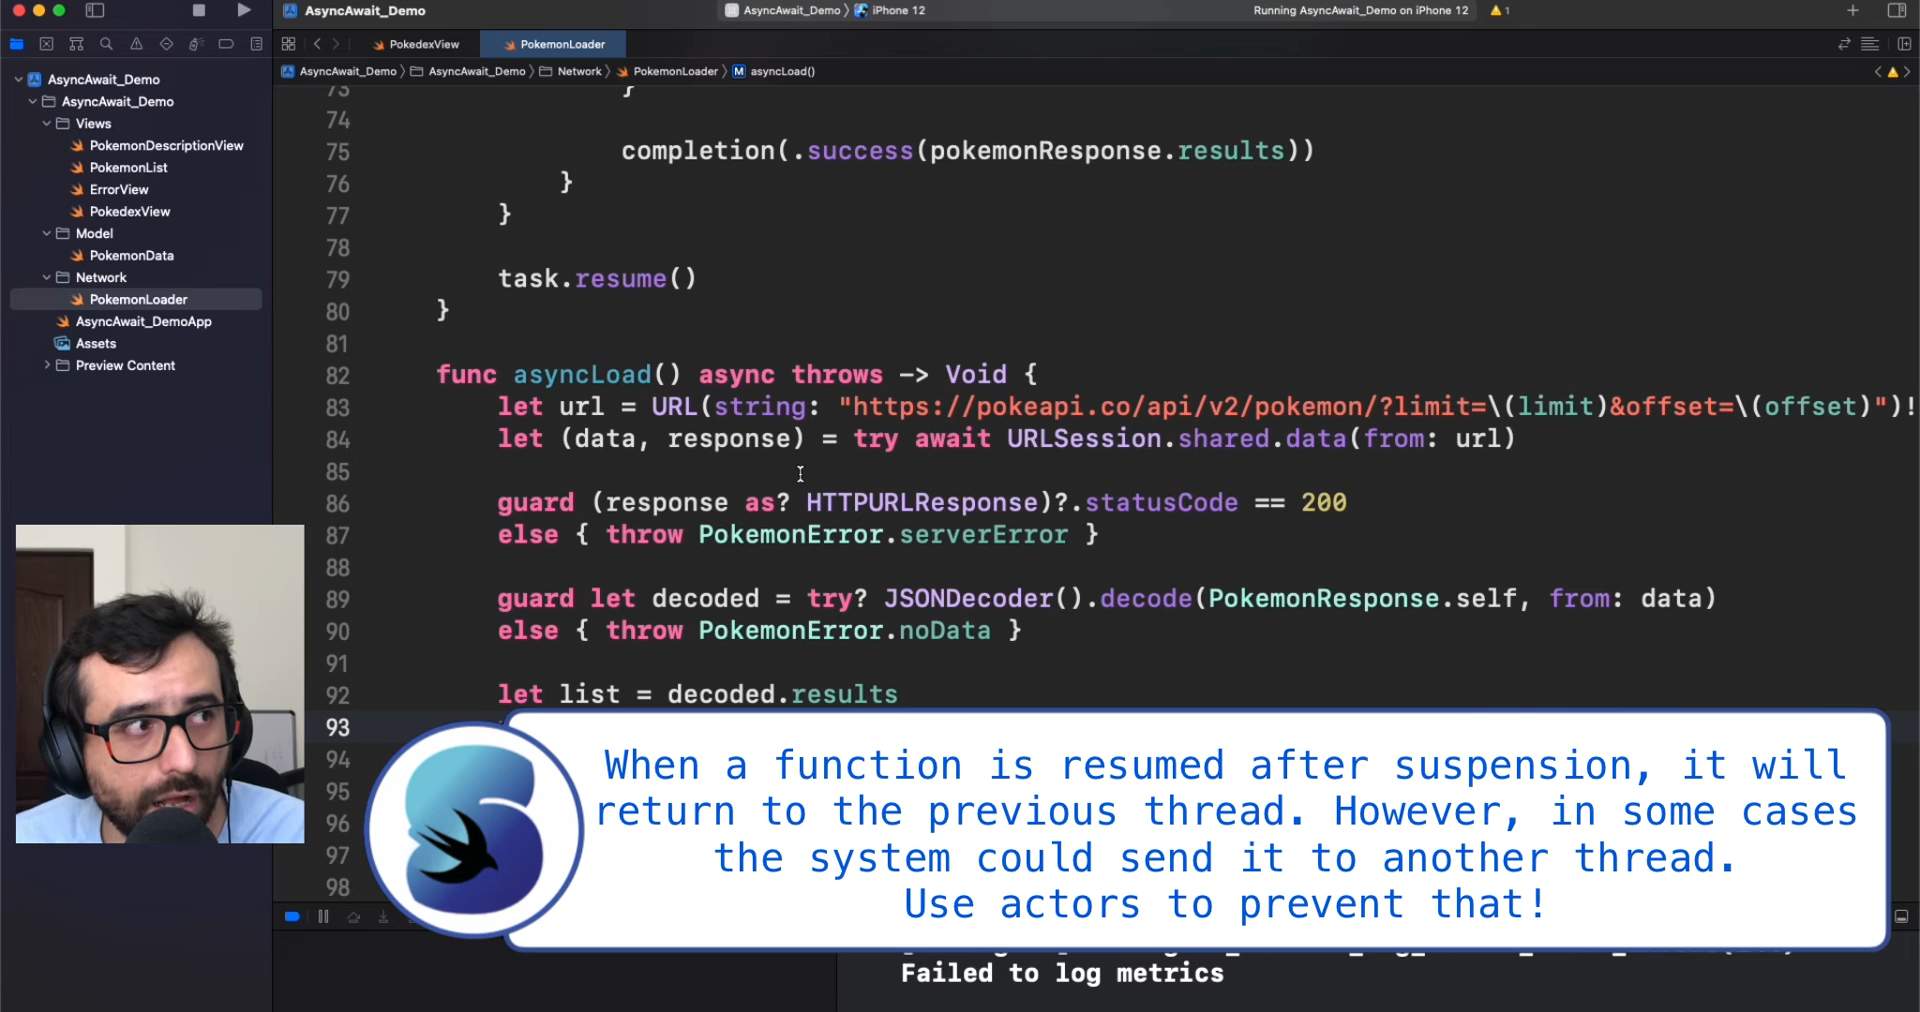 AsyncAwait_Demo
AsyncAwait_Demo 〉 iPhone 12
Running AsyncAwait_Demo on iPhone 12
1
PokedexView
PokemonLoader
AsyncAwait_Demo 〉 AsyncAwait_Demo 〉 Network 〉 PokemonLoader 〉 M asyncLoad()
AsyncAwait_Demo
AsyncAwait_Demo
Views
PokemonDescriptionView
PokemonList
ErrorView
PokedexView
Model
PokemonData
Network
PokemonLoader
AsyncAwait_DemoApp
Assets
Preview Content
73 }
74
75 completion(.success(pokemonResponse.results))
76 }
77 }
78
79 task.resume()
80 }
81
82 func asyncLoad() async throws -> Void {
83 let url = URL(string: "https://pokeapi.co/api/v2/pokemon/?limit=\(limit)&offset=\(offset)")!
84 let (data, response) = try await URLSession.shared.data(from: url)
85
86 guard (response as? HTTPURLResponse)?.statusCode == 200
87 else { throw PokemonError.serverError }
88
89 guard let decoded = try? JSONDecoder().decode(PokemonResponse.self, from: data)
90 else { throw PokemonError.noData }
91
92 let list = decoded.results
93
94
95
96
97
98
When a function is resumed after suspension, it will
return to the previous thread. However, in some cases
the system could send it to another thread.
Use actors to prevent that!
Failed to log metrics